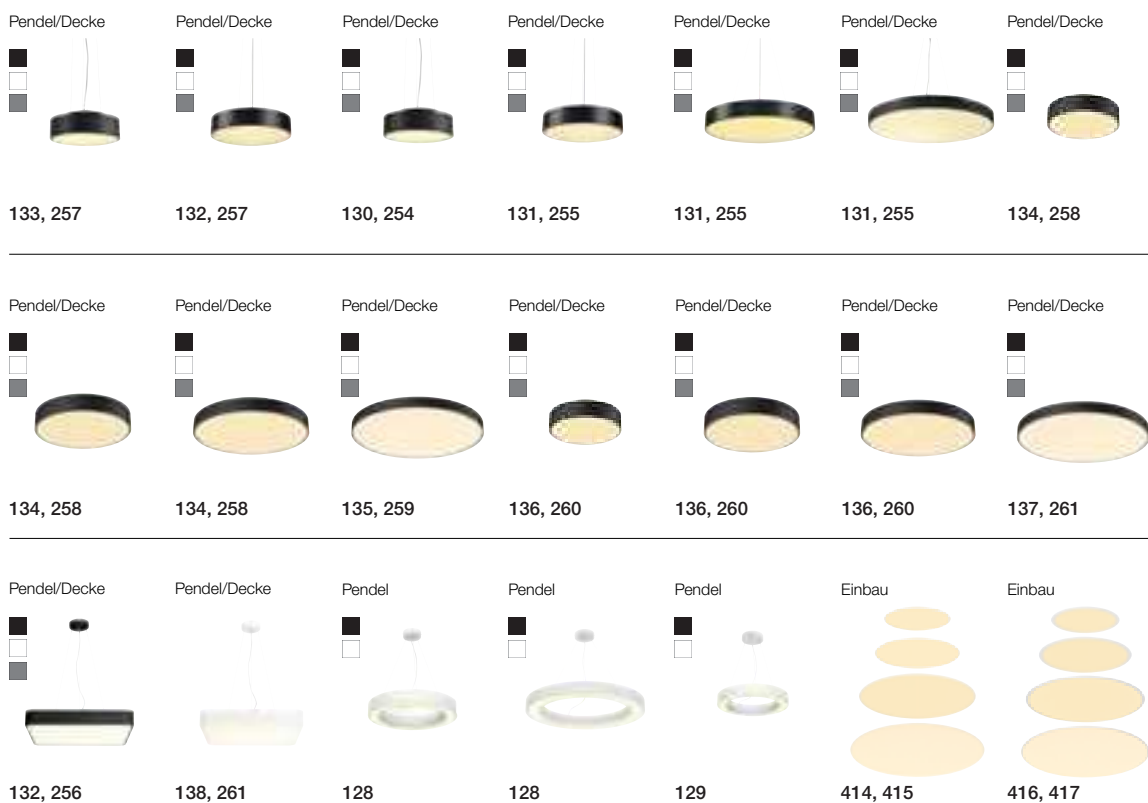 Pendel/Decke Pendel/Decke Pendel/Decke Pendel/Decke Pendel/Decke Pendel/Decke Pendel/Decke
133, 257 132, 257 130, 254 131, 255 131, 255 131, 255 134, 258
Pendel/Decke Pendel/Decke Pendel/Decke Pendel/Decke Pendel/Decke Pendel/Decke Pendel/Decke
134, 258 134, 258 135, 259 136, 260 136, 260 136, 260 137, 261
Pendel/Decke Pendel/Decke Pendel Pendel Pendel Einbau Einbau
132, 256 138, 261 128 128 129 414, 415 416, 417